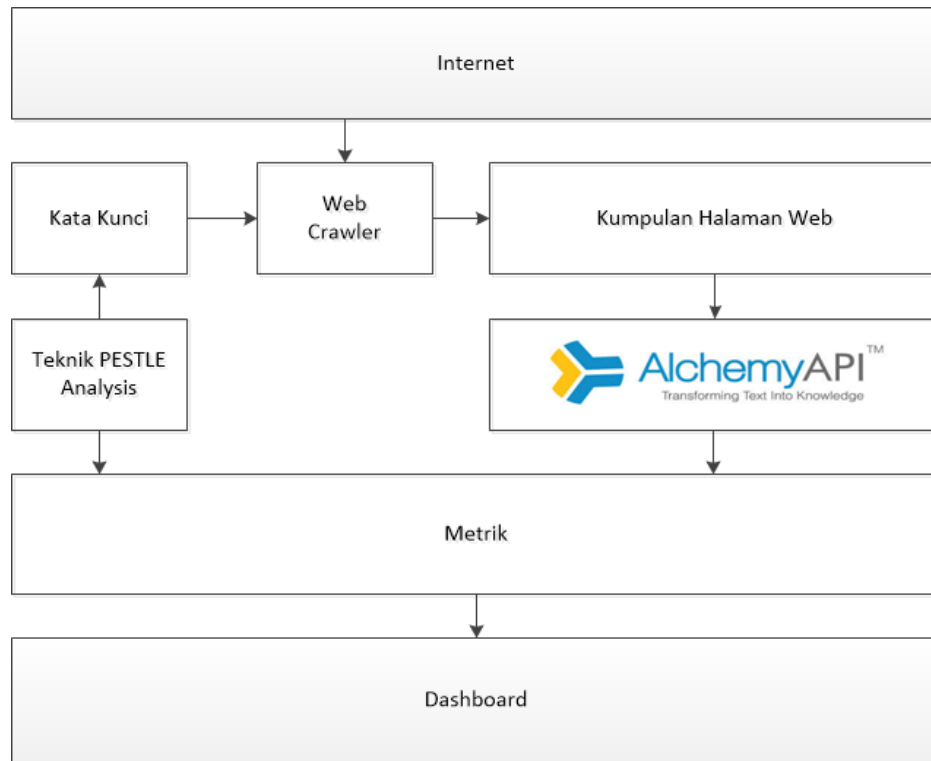 Internet
Kata Kunci
Web
Crawler
Kumpulan Halaman Web
Teknik PESTLE
Analysis
AlchemyAPI™
Transforming Text Into Knowledge
Metrik
Dashboard